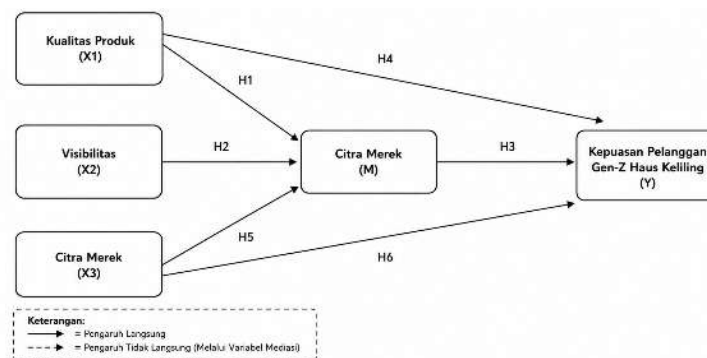 Kualitas Produk
(X1)
H4
H1
Visibilitas
(X2)
H2
Citra Merek
(M)
H3
Kepuasan Pelanggan
Gen-Z Haus Keliling
(Y)
Citra Merek
(X3)
H5
H6
Keterangan:
= Pengaruh Langsung
= Pengaruh Tidak Langsung (Melalui Variabel Mediasi)